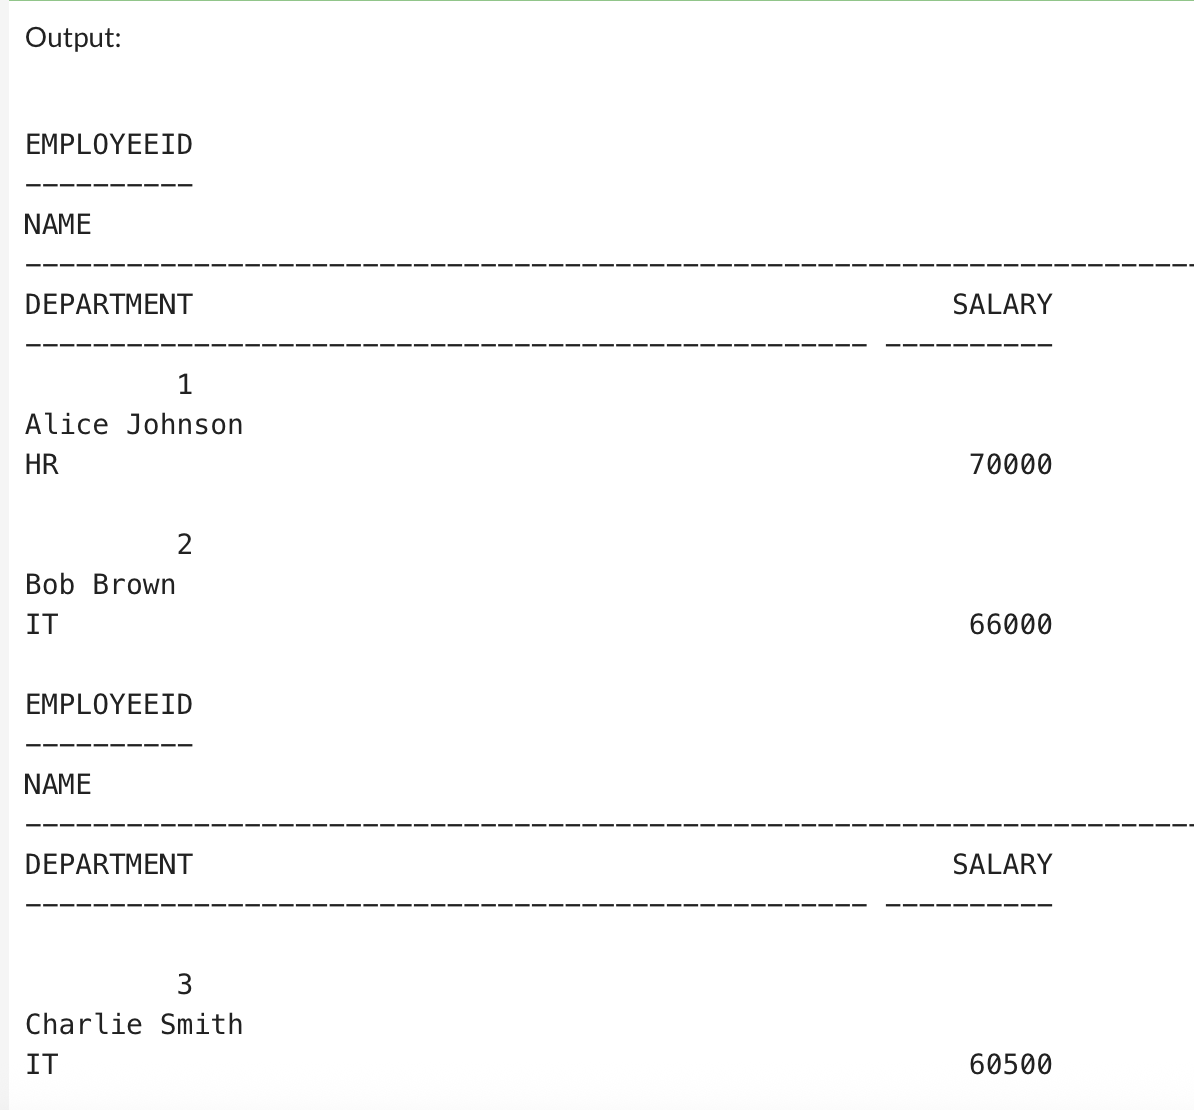 Output:
EMPLOYEEID
----------
NAME
----------------------------------------------------------------------
DEPARTMENT                                             SALARY
-------------------------------------------------- ----------
         1
Alice Johnson
HR                                                      70000
         2
Bob Brown
IT                                                      66000
EMPLOYEEID
----------
NAME
----------------------------------------------------------------------
DEPARTMENT                                             SALARY
-------------------------------------------------- ----------
         3
Charlie Smith
IT                                                      60500